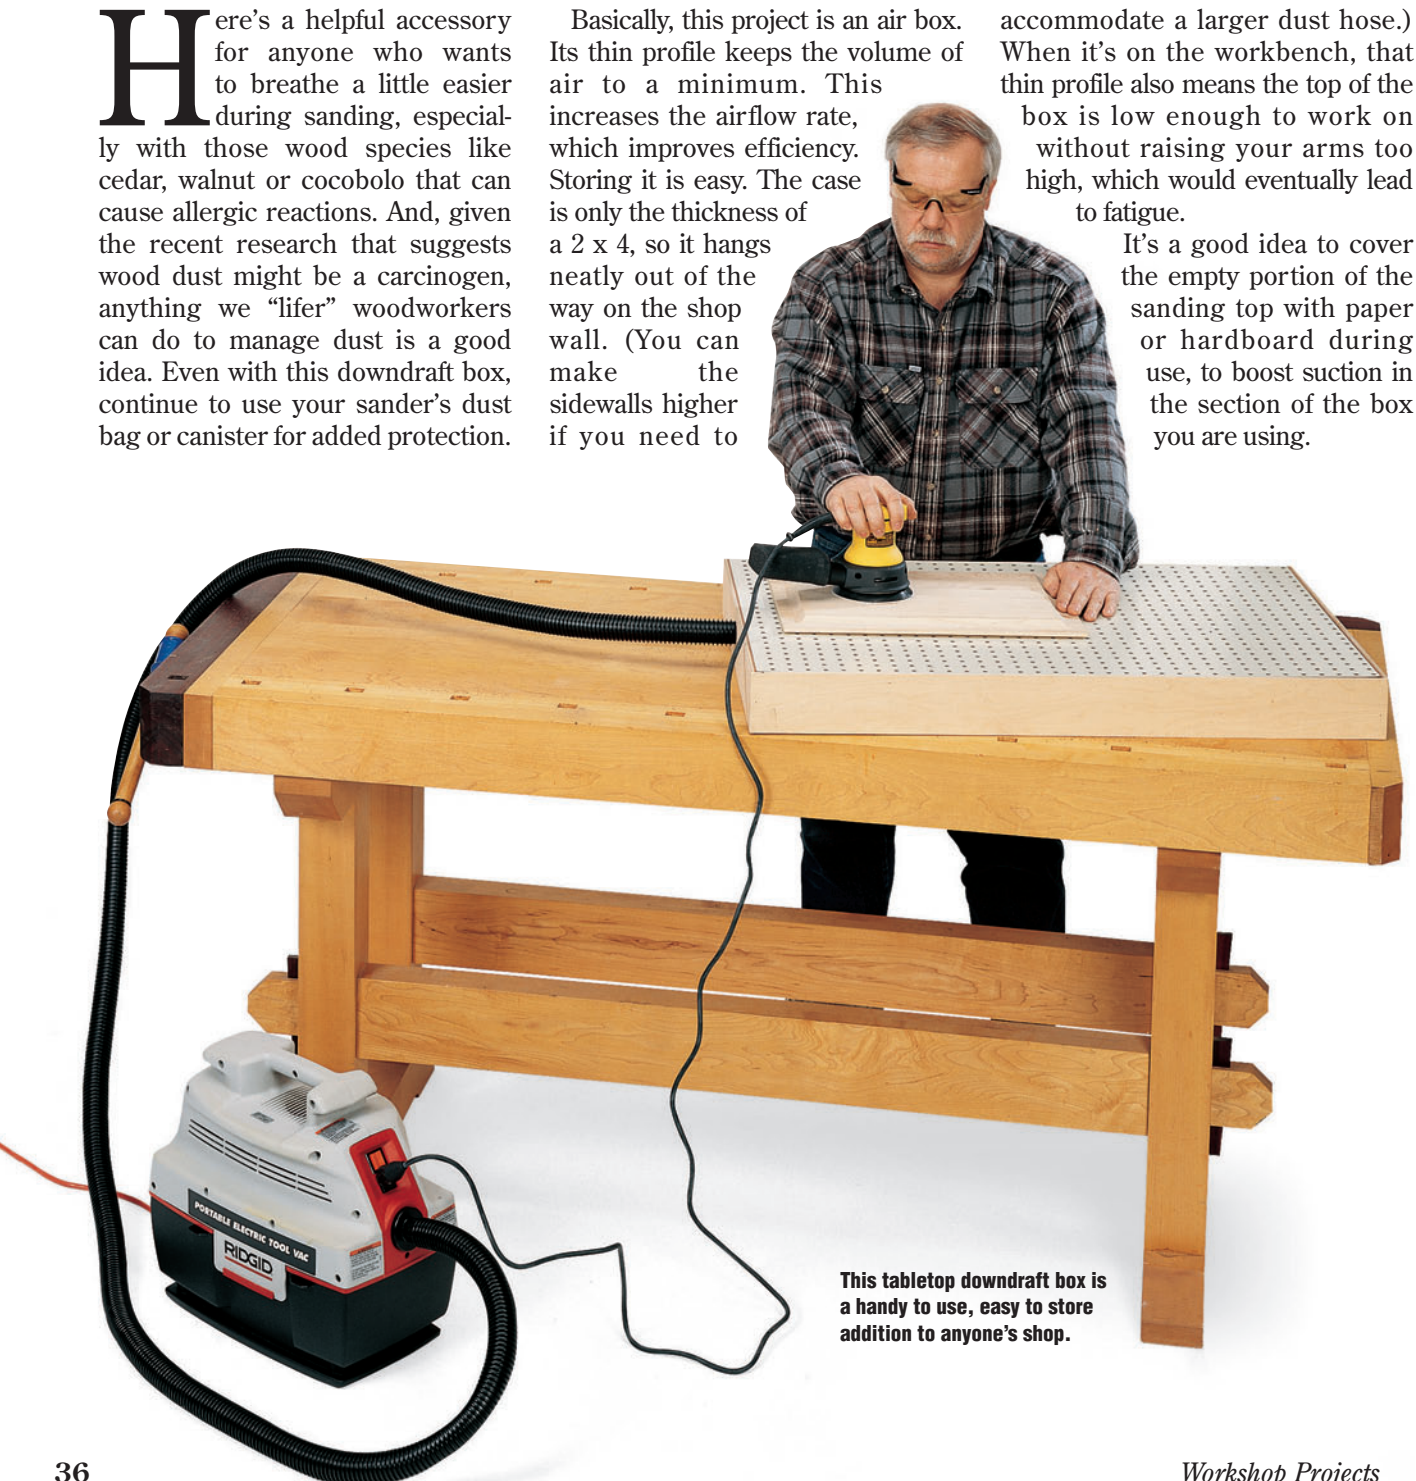 Here's a helpful accessory
for anyone who wants
to breathe a little easier
during sanding, especial-
ly with those wood species like
cedar, walnut or cocobolo that can
cause allergic reactions. And, given
the recent research that suggests
wood dust might be a carcinogen,
anything we “lifer” woodworkers
can do to manage dust is a good
idea. Even with this downdraft box,
continue to use your sander's dust
bag or canister for added protection.
Basically, this project is an air box.
Its thin profile keeps the volume of
air to a minimum. This
increases the airflow rate,
which improves efficiency.
Storing it is easy. The case
is only the thickness of
a 2 x 4, so it hangs
neatly out of the
way on the shop
wall. (You can
make the
sidewalls higher
if you need to
accommodate a larger dust hose.)
When it's on the workbench, that
thin profile also means the top of the
box is low enough to work on
without raising your arms too
high, which would eventually lead
to fatigue.
It's a good idea to cover
the empty portion of the
sanding top with paper
or hardboard during
use, to boost suction in
the section of the box
you are using.
PORTABLE ELECTRIC TOOL VAC
RIDGID
This tabletop downdraft box is
a handy to use, easy to store
addition to anyone's shop.
36
Workshop Projects